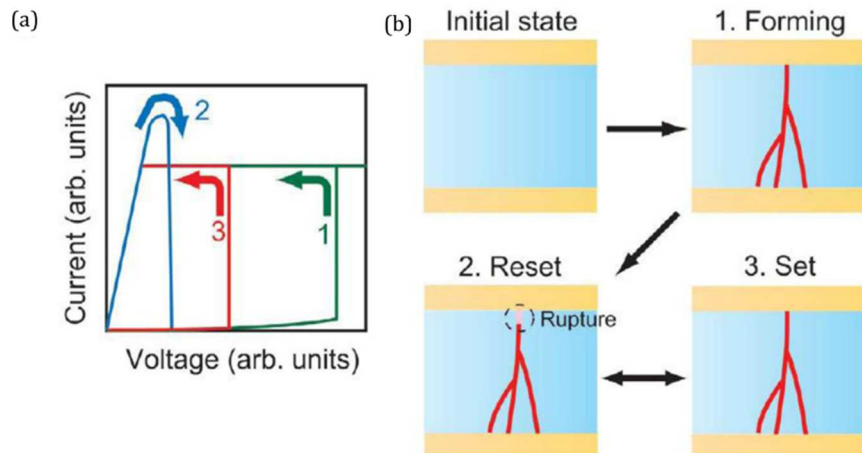 (a)
Current (arb. units)
Voltage (arb. units)
2
3
1
(b)
Initial state
1. Forming
2. Reset
Rupture
3. Set